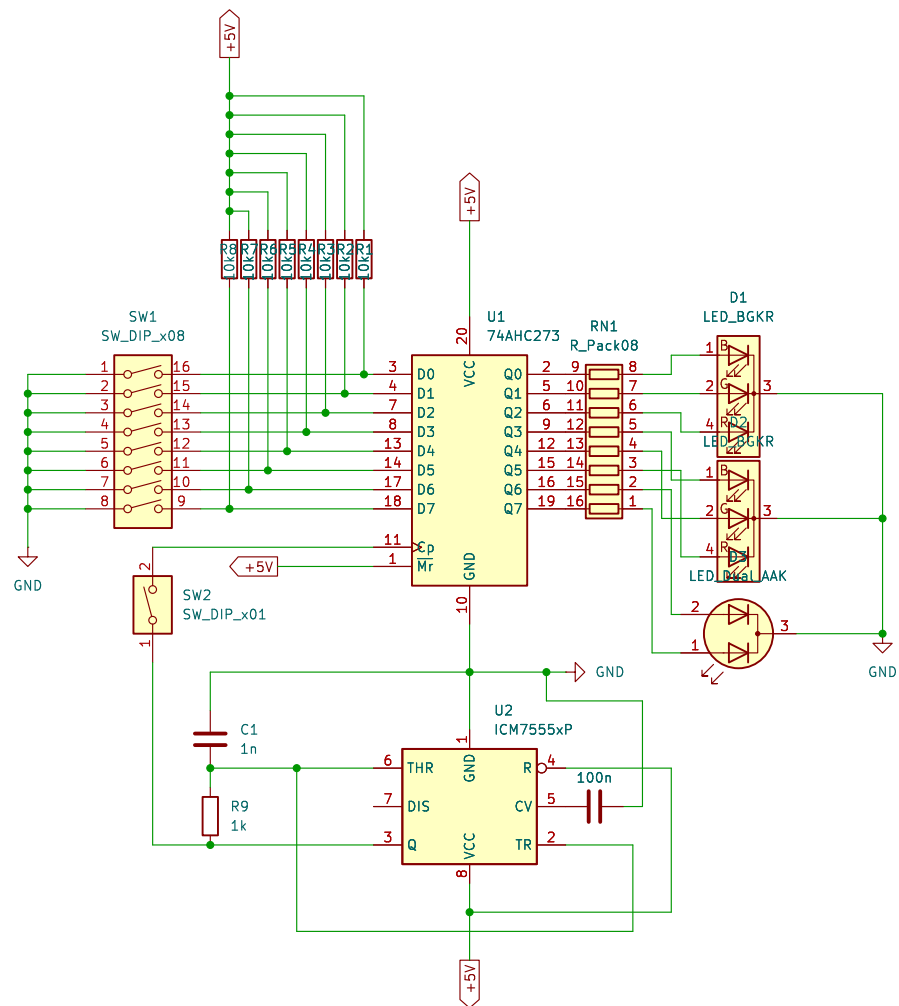 +5V
+5V
R8 R7 R6 R5 R4 R3 R2 R1
10k 10k 10k 10k 10k 10k 10k 10k
SW1
SW_DIP_x08
1 16
2 15
3 14
4 13
5 12
6 11
7 10
8 9
GND
U1
74AHC273
20
VCC
3 D0 Q0 2
4 D1 Q1 5
7 D2 Q2 6
8 D3 Q3 9
13 D4 Q4 12
14 D5 Q5 15
17 D6 Q6 16
18 D7 Q7 19
11 Cp
+5V 1 Mr
GND
10
RN1
R_Pack08
9 8
10 7
11 6
12 5
13 4
14 3
15 2
16 1
D1
LED_BGKR
1 B
2 G 3
4 R
D2
LED_BGKR
1 B
2 G 3
4 R
D3
LED_Dual_AAK
2
3
1
GND
2
SW2
SW_DIP_x01
1
GND
C1
1n
R9
1k
U2
ICM7555xP
1
GND
6 THR R 4
7 DIS CV 5
3 Q TR 2
VCC
8
100n
+5V